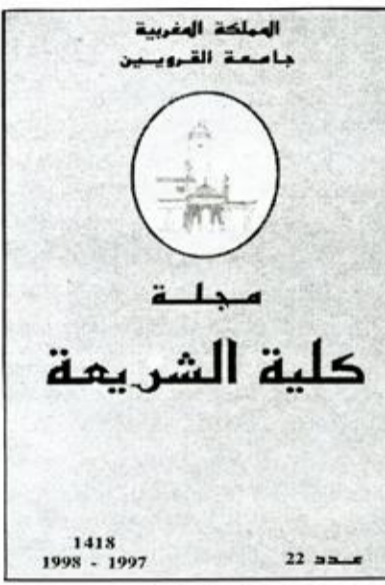 المملكة المغربية
جامعة القرويين
مجلة
كلية الشريعة
عدد 22
1418
1997 - 1998